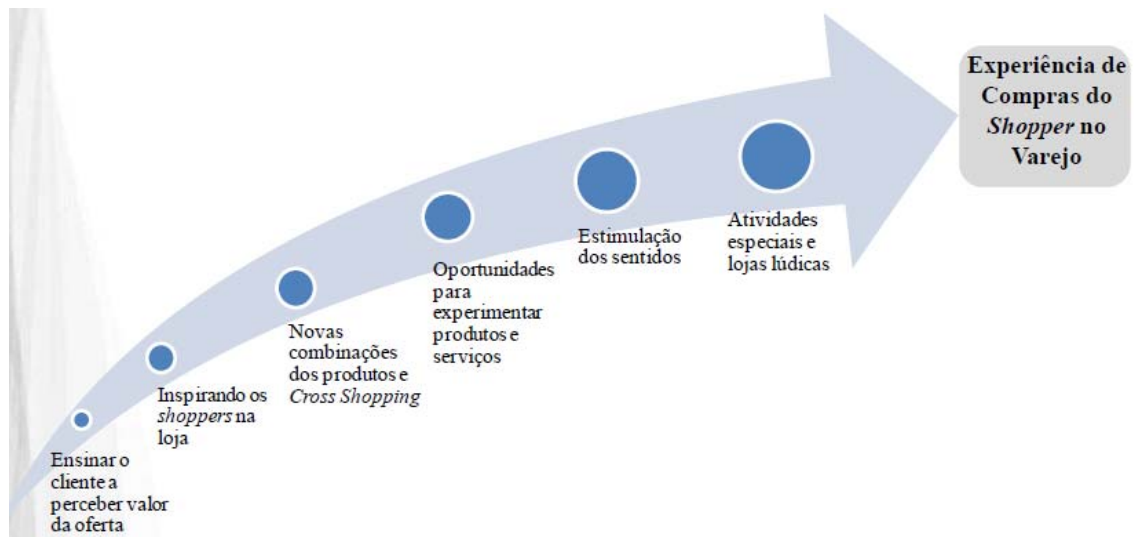 Ensinar o
cliente a
perceber valor
da oferta
Inspirando os
shoppers na
loja
Novas
combinações
dos produtos e
Cross Shopping
Oportunidades
para
experimentar
produtos e
serviços
Estimulação
dos sentidos
Atividades
especiais e
lojas lúdicas
Experiência de
Compras do
Shopper no
Varejo